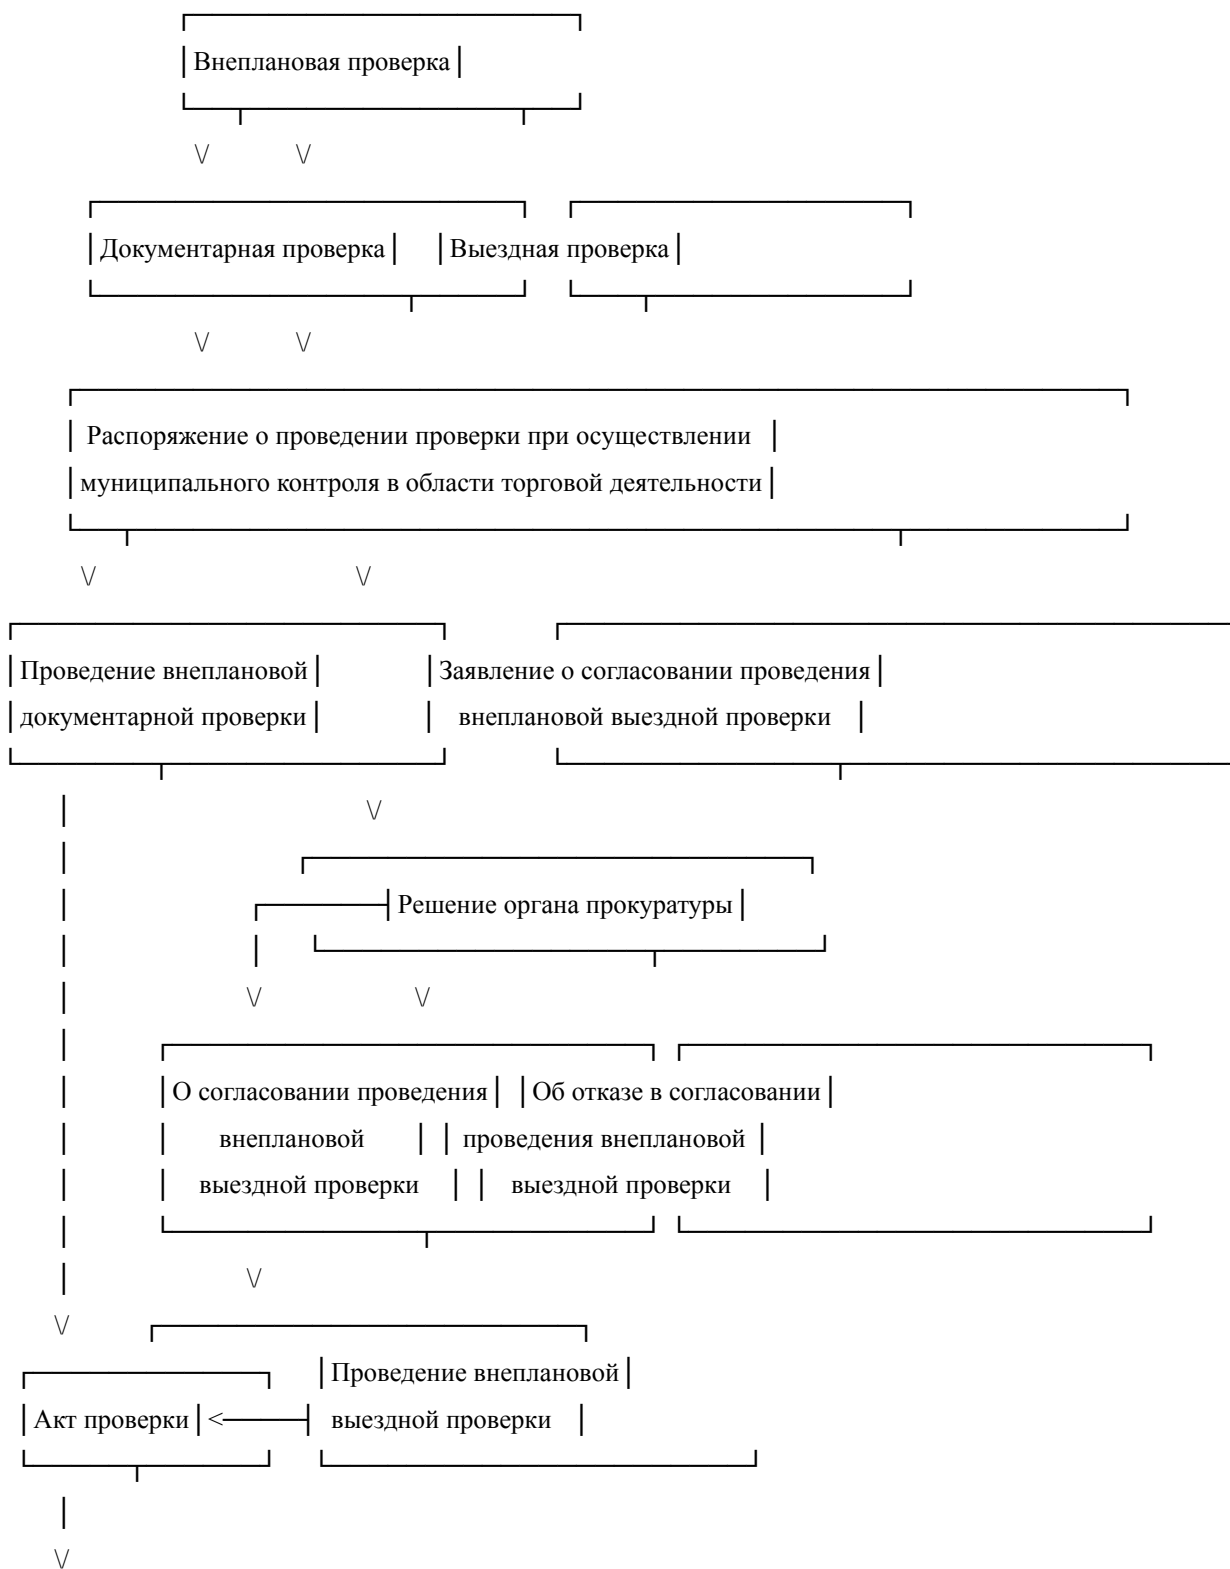 Внеплановая проверка
Документарная проверка Выездная проверка
Распоряжение о проведении проверки при осуществлении
муниципального контроля в области торговой деятельности
Проведение внеплановой Заявление о согласовании проведения
документарной проверки внеплановой выездной проверки
Решение органа прокуратуры
О согласовании проведения Об отказе в согласовании
внеплановой проведения внеплановой
выездной проверки выездной проверки
Проведение внеплановой
Акт проверки < выездной проверки